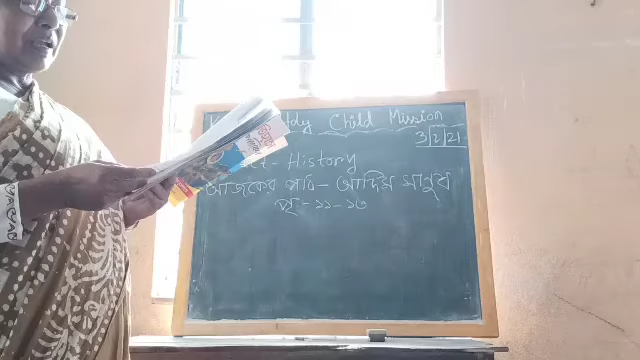 Child Mission
3/2/21
- History
আজকের পাঠ - আদিম মানুষ
পৃ - ১১ - ১৩